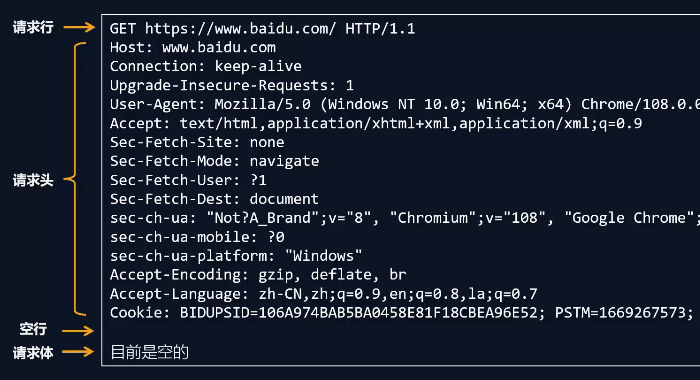 请求行 GET https://www.baidu.com/ HTTP/1.1
Host: www.baidu.com
Connection: keep-alive
Upgrade-Insecure-Requests: 1
User-Agent: Mozilla/5.0 (Windows NT 10.0; Win64; x64) Chrome/108.0.0
Accept: text/html,application/xhtml+xml,application/xml;q=0.9
Sec-Fetch-Site: none
Sec-Fetch-Mode: navigate
请求头 Sec-Fetch-User: ?1
Sec-Fetch-Dest: document
sec-ch-ua: "Not?A_Brand";v="8", "Chromium";v="108", "Google Chrome";
sec-ch-ua-mobile: ?0
sec-ch-ua-platform: "Windows"
Accept-Encoding: gzip, deflate, br
Accept-Language: zh-CN,zh;q=0.9,en;q=0.8,la;q=0.7
Cookie: BIDUPSID=106A974BAB5BA0458E81F18CBEA96E52; PSTM=1669267573;
空行
请求体 目前是空的